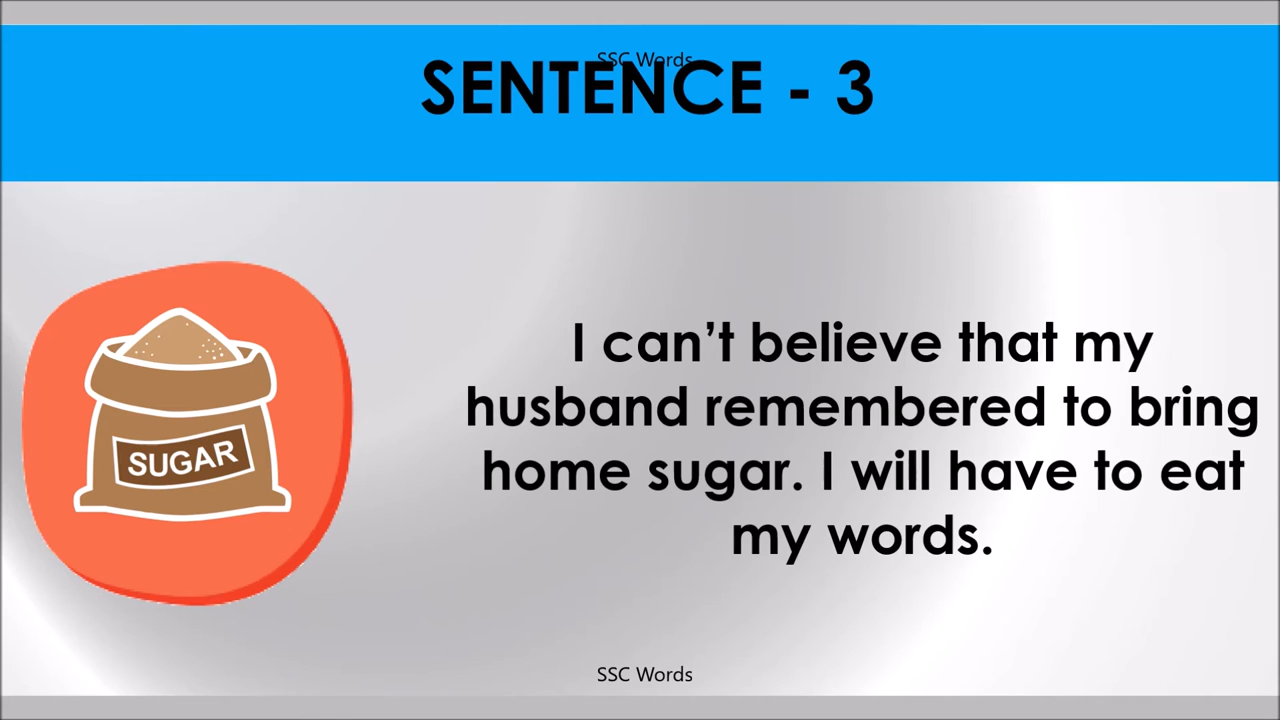 SSC Words
SENTENCE - 3
SUGAR
I can’t believe that my
husband remembered to bring
home sugar. I will have to eat
my words.
SSC Words